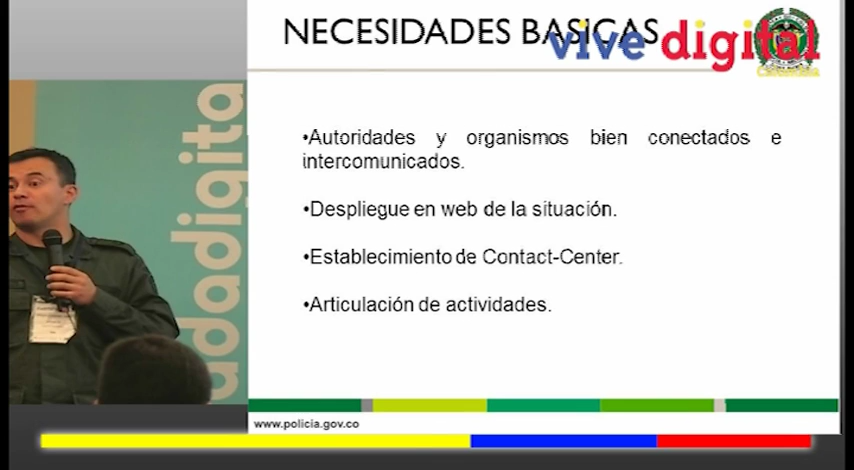 NECESIDADES BASICAS
vive digital
Colombia
•Autoridades y organismos bien conectados e
intercomunicados.
•Despliegue en web de la situación.
•Establecimiento de Contact-Center.
•Articulación de actividades.
www.policia.gov.co
adadigita